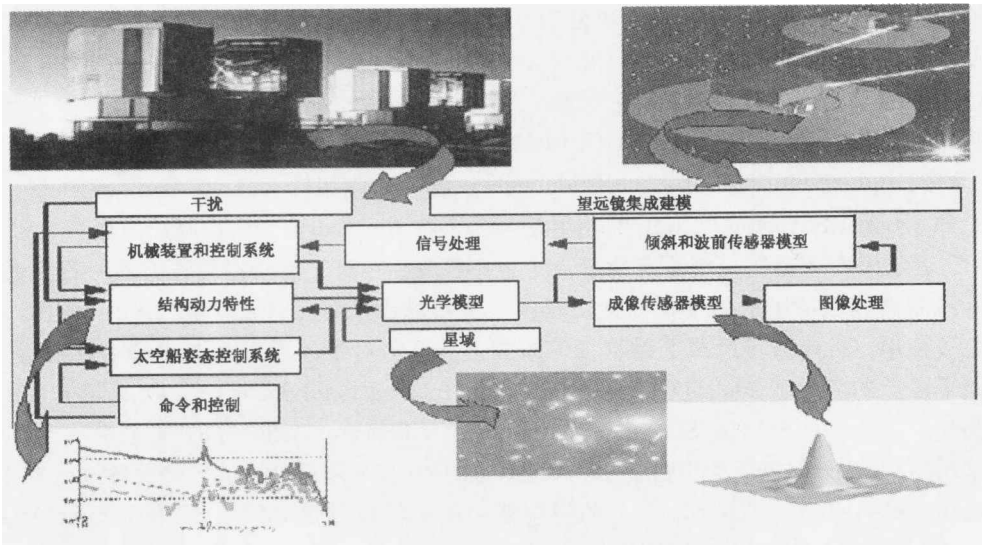 干扰
望远镜集成建模
机械装置和控制系统
信号处理
倾斜和波前传感器模型
结构动力特性
光学模型
成像传感器模型
图像处理
星域
太空船姿态控制系统
命令和控制